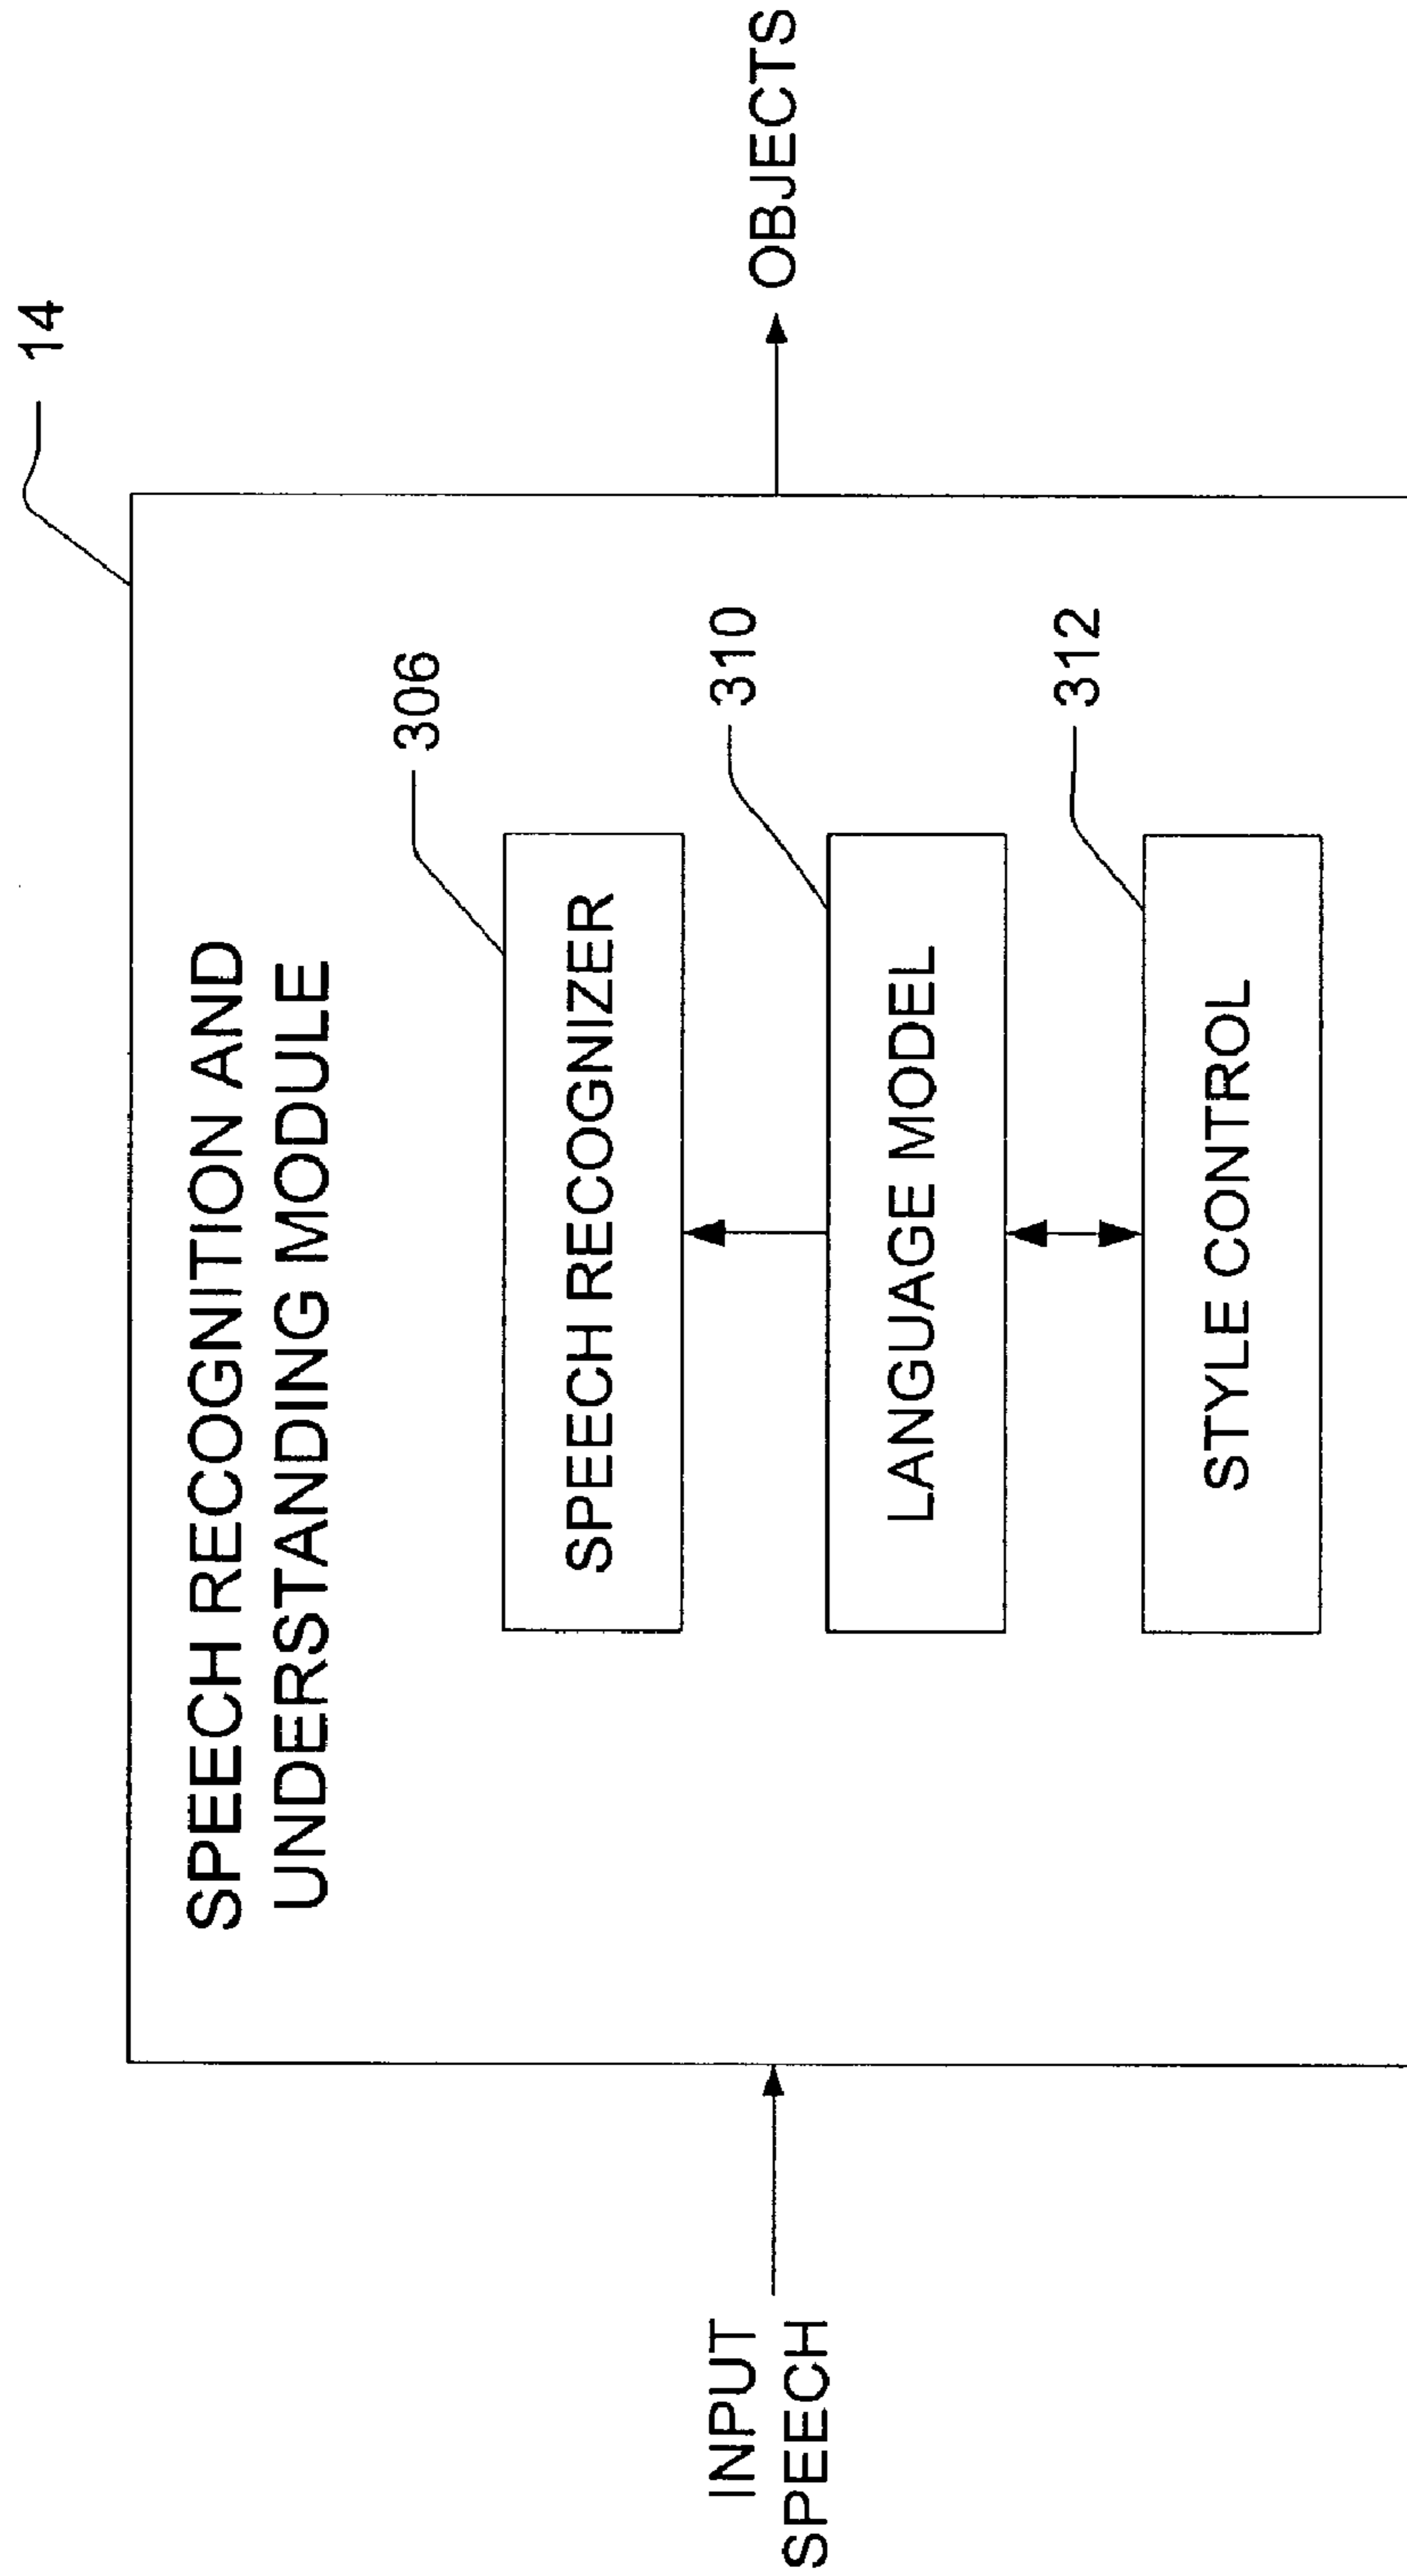 14
SPEECH RECOGNITION AND
UNDERSTANDING MODULE
306
SPEECH RECOGNIZER
INPUT
SPEECH
OBJECTS
310
LANGUAGE MODEL
312
STYLE CONTROL